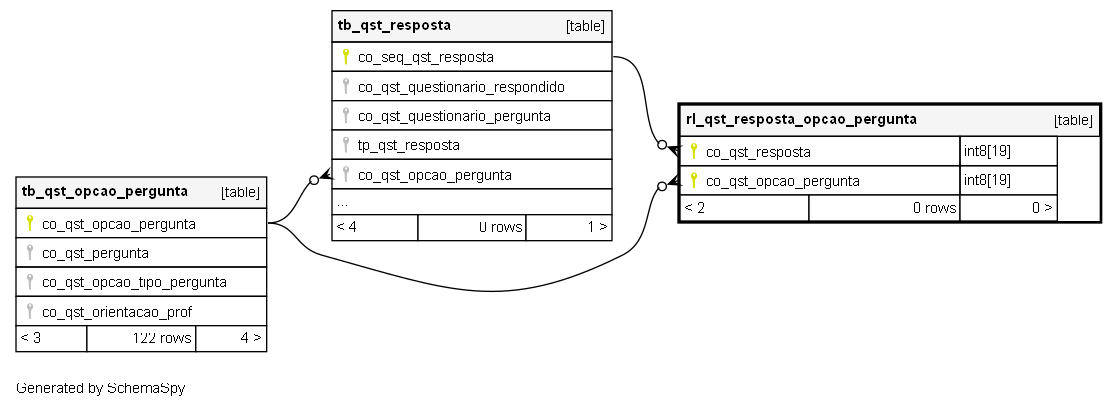 tb_qst_resposta [table]
co_seq_qst_resposta
co_qst_questionario_respondido
co_qst_questionario_pergunta
tp_qst_resposta
co_qst_opcao_pergunta
...
< 4 0 rows 1 >
rl_qst_resposta_opcao_pergunta [table]
co_qst_resposta int8[19]
co_qst_opcao_pergunta int8[19]
< 2 0 rows 0 >
tb_qst_opcao_pergunta [table]
co_qst_opcao_pergunta
co_qst_pergunta
co_qst_opcao_tipo_pergunta
co_qst_orientacao_prof
< 3 122 rows 4 >
Generated by SchemaSpy